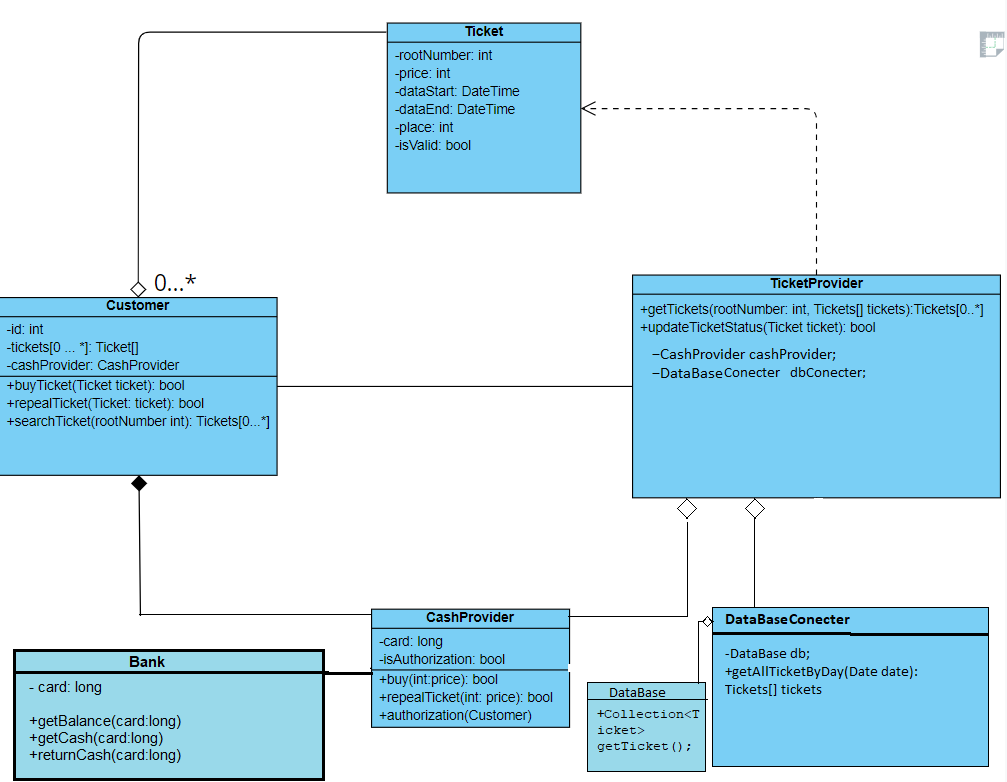 Ticket
-rootNumber: int
-price: int
-dataStart: DateTime
-dataEnd: DateTime
-place: int
-isValid: bool
0...*
Customer
-id: int
-tickets[0 ... *]: Ticket[]
-cashProvider: CashProvider
+buyTicket(Ticket ticket): bool
+repealTicket(Ticket: ticket): bool
+searchTicket(rootNumber int): Tickets[0...*]
TicketProvider
+getTickets(rootNumber: int, Tickets[] tickets):Tickets[0..*]
+updateTicketStatus(Ticket ticket): bool
–CashProvider cashProvider;
–DataBaseConecter dbConecter;
CashProvider
-card: long
-isAuthorization: bool
+buy(int:price): bool
+repealTicket(int: price): bool
+authorization(Customer)
Bank
- card: long
+getBalance(card:long)
+getCash(card:long)
+returnCash(card:long)
DataBase
+Collection<T
icket>
getTicket();
DataBaseConecter
-DataBase db;
+getAllTicketByDay(Date date):
Tickets[] tickets